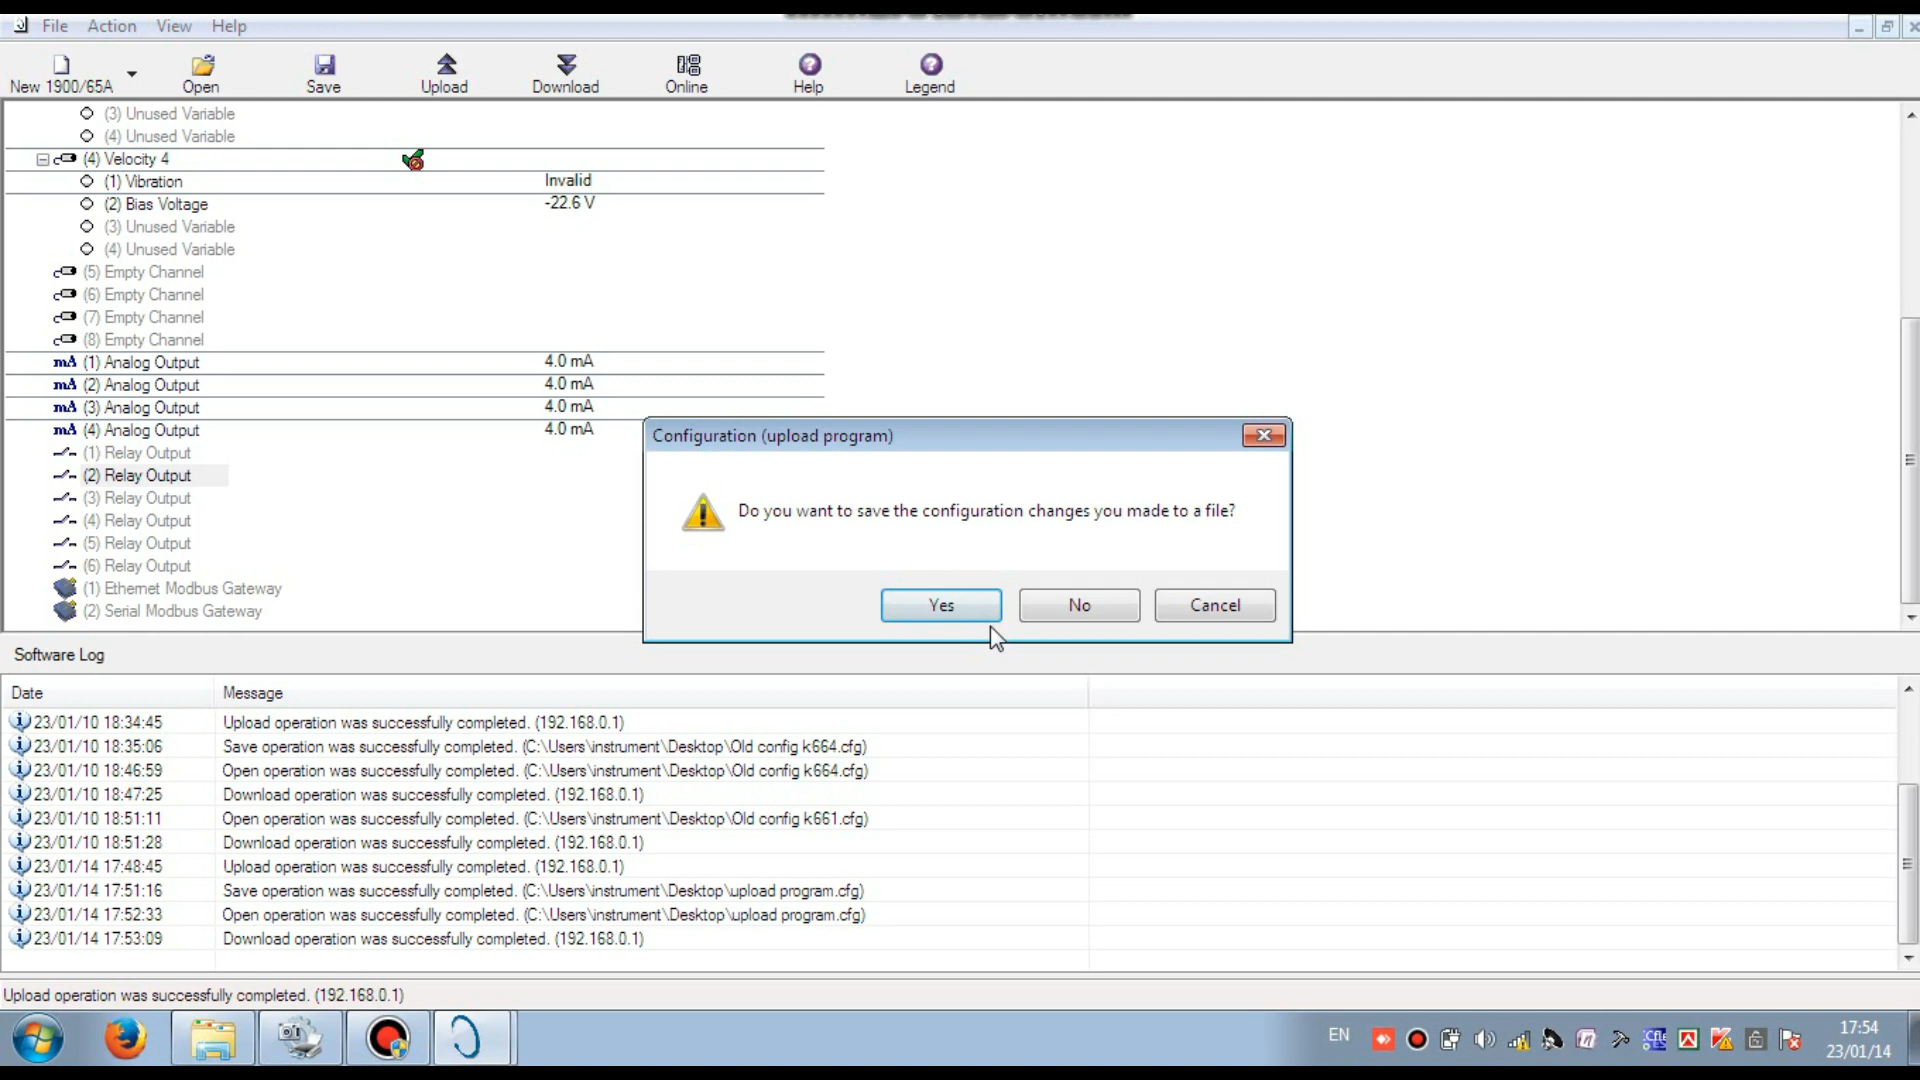 File Action View Help
New 1900/65A Open Save Upload Download Online Help Legend
(3) Unused Variable
(4) Unused Variable
(4) Velocity 4
(1) Vibration Invalid
(2) Bias Voltage -22.6 V
(3) Unused Variable
(4) Unused Variable
(5) Empty Channel
(6) Empty Channel
(7) Empty Channel
(8) Empty Channel
mA (1) Analog Output 4.0 mA
mA (2) Analog Output 4.0 mA
mA (3) Analog Output 4.0 mA
mA (4) Analog Output 4.0 mA
(1) Relay Output
(2) Relay Output
(3) Relay Output
(4) Relay Output
(5) Relay Output
(6) Relay Output
(1) Ethernet Modbus Gateway
(2) Serial Modbus Gateway
Configuration (upload program)
Do you want to save the configuration changes you made to a file?
Yes No Cancel
Software Log
Date Message
23/01/10 18:34:45 Upload operation was successfully completed. (192.168.0.1)
23/01/10 18:35:06 Save operation was successfully completed. (C:\Users\instrument\Desktop\Old config k664.cfg)
23/01/10 18:46:59 Open operation was successfully completed. (C:\Users\instrument\Desktop\Old config k664.cfg)
23/01/10 18:47:25 Download operation was successfully completed. (192.168.0.1)
23/01/10 18:51:11 Open operation was successfully completed. (C:\Users\instrument\Desktop\Old config k661.cfg)
23/01/10 18:51:28 Download operation was successfully completed. (192.168.0.1)
23/01/14 17:48:45 Upload operation was successfully completed. (192.168.0.1)
23/01/14 17:51:16 Save operation was successfully completed. (C:\Users\instrument\Desktop\upload program.cfg)
23/01/14 17:52:33 Open operation was successfully completed. (C:\Users\instrument\Desktop\upload program.cfg)
23/01/14 17:53:09 Download operation was successfully completed. (192.168.0.1)
Upload operation was successfully completed. (192.168.0.1)
EN
17:54
23/01/14